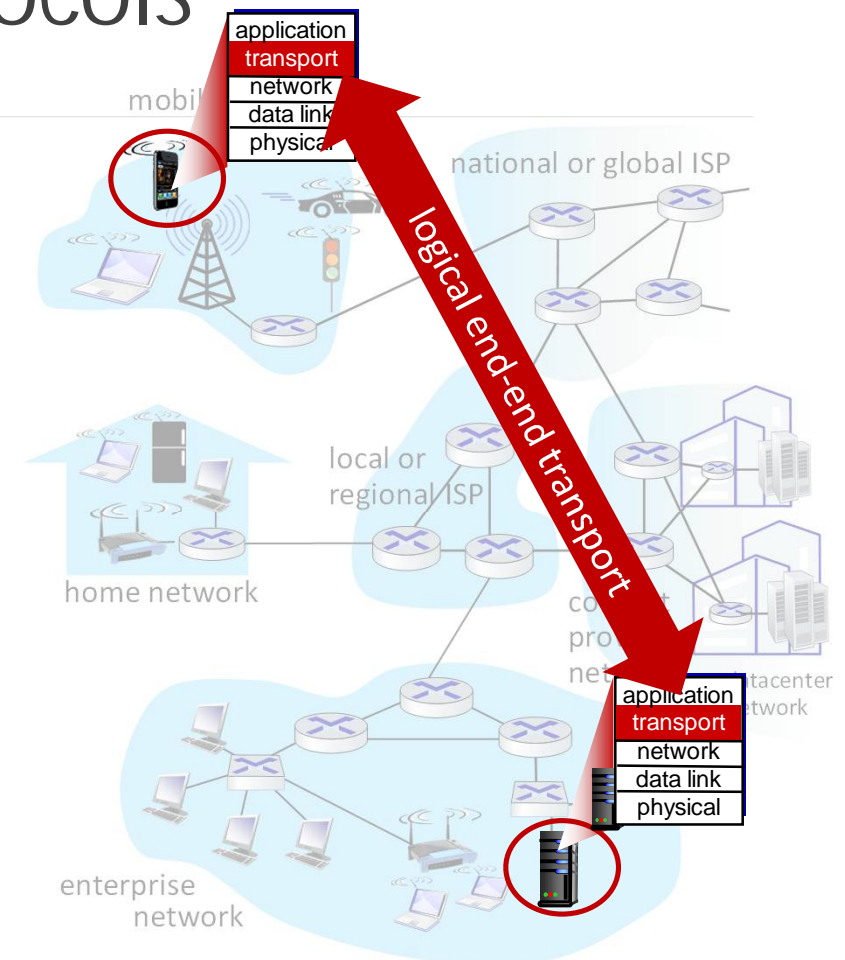 application
transport
network
data link
physical
national or global ISP
logical end-end transport
local or
regional ISP
home network
network
application
transport
network
data link
physical
enterprise
network